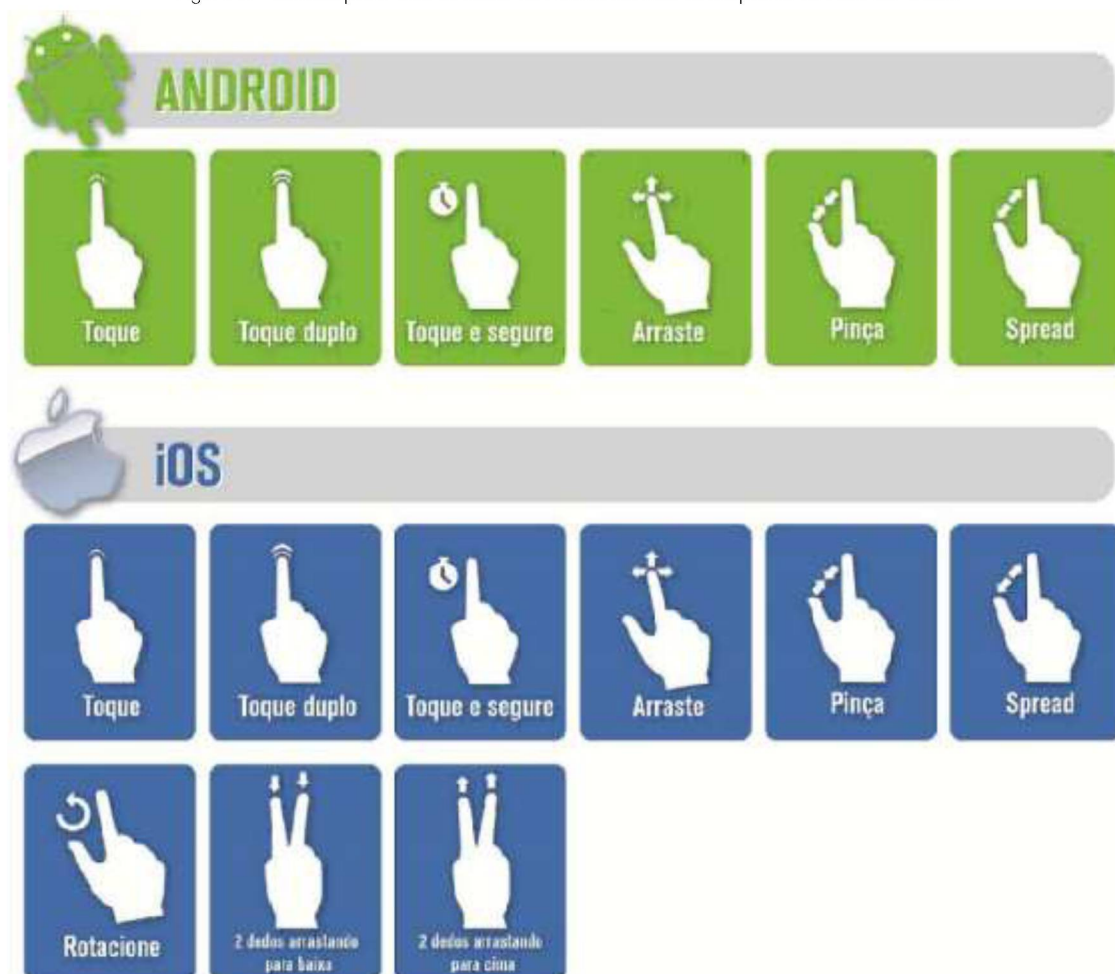 ANDROID
Toque
Toque duplo
Toque e segure
Arraste
Pinça
Spread
iOS
Toque
Toque duplo
Toque e segure
Arraste
Pinça
Spread
Rotacione
2 dedos arrastando
para baixo
2 dedos arrastando
para cima